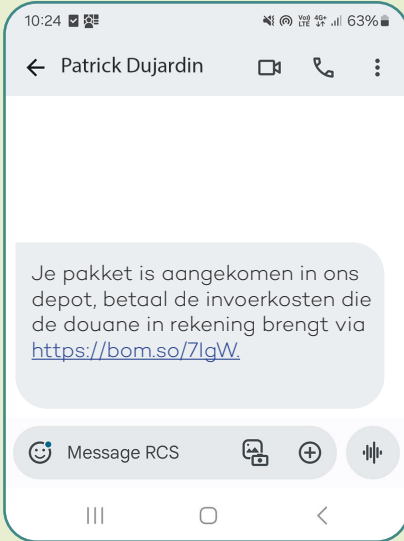 10:24 63%
Patrick Dujardin
Je pakket is aangekomen in ons
depot, betaal de invoerkosten die
de douane in rekening brengt via
https://bom.so/7IgW.
Message RCS